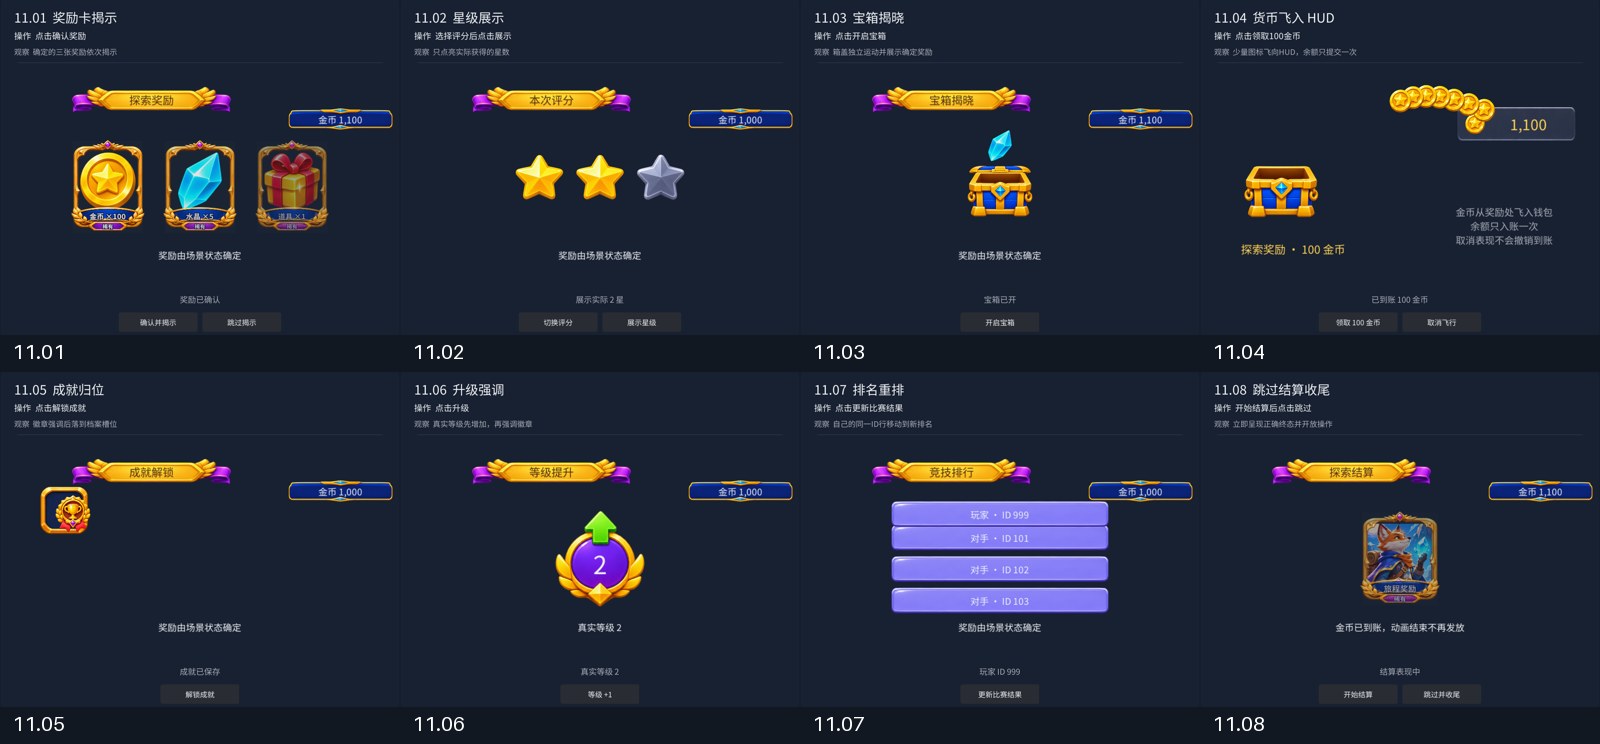 11.01 奖励卡揭示
操作 点击确认奖励
观察 确定的三张奖励依次揭示
探索奖励
金币 1,100
金币 ×100
稀有
水晶 ×5
稀有
道具 ×1
稀有
奖励由场景状态确定
奖励已确认
确认并揭示
跳过揭示
11.01
11.02 星级展示
操作 选择评分后点击展示
观察 只点亮实际获得的星数
本次评分
金币 1,000
奖励由场景状态确定
展示实际 2 星
切换评分
展示星级
11.02
11.03 宝箱揭晓
操作 点击开启宝箱
观察 箱盖独立运动并展示确定奖励
宝箱揭晓
金币 1,100
奖励由场景状态确定
宝箱已开
开启宝箱
11.03
11.04 货币飞入 HUD
操作 点击领取100金币
观察 少量图标飞向HUD，余额只提交一次
1,100
金币从奖励处飞入钱包
余额只入账一次
取消表现不会撤销到账
探索奖励 · 100 金币
已到账 100 金币
领取 100 金币
取消飞行
11.04
11.05 成就归位
操作 点击解锁成就
观察 徽章强调后落到档案槽位
成就解锁
金币 1,000
奖励由场景状态确定
成就已保存
解锁成就
11.05
11.06 升级强调
操作 点击升级
观察 真实等级先增加，再强调徽章
等级提升
金币 1,000
2
真实等级 2
真实等级 2
等级 +1
11.06
11.07 排名重排
操作 点击更新比赛结果
观察 自己的同一ID行移动到新排名
竞技排行
金币 1,000
玩家 · ID 999
对手 · ID 101
对手 · ID 102
对手 · ID 103
奖励由场景状态确定
玩家 ID 999
更新比赛结果
11.07
11.08 跳过结算收尾
操作 开始结算后点击跳过
观察 立即呈现正确终态并开放操作
探索结算
金币 1,100
旅程奖励
稀有
金币已到账，动画结束不再发放
结算表现中
开始结算
跳过并收尾
11.08